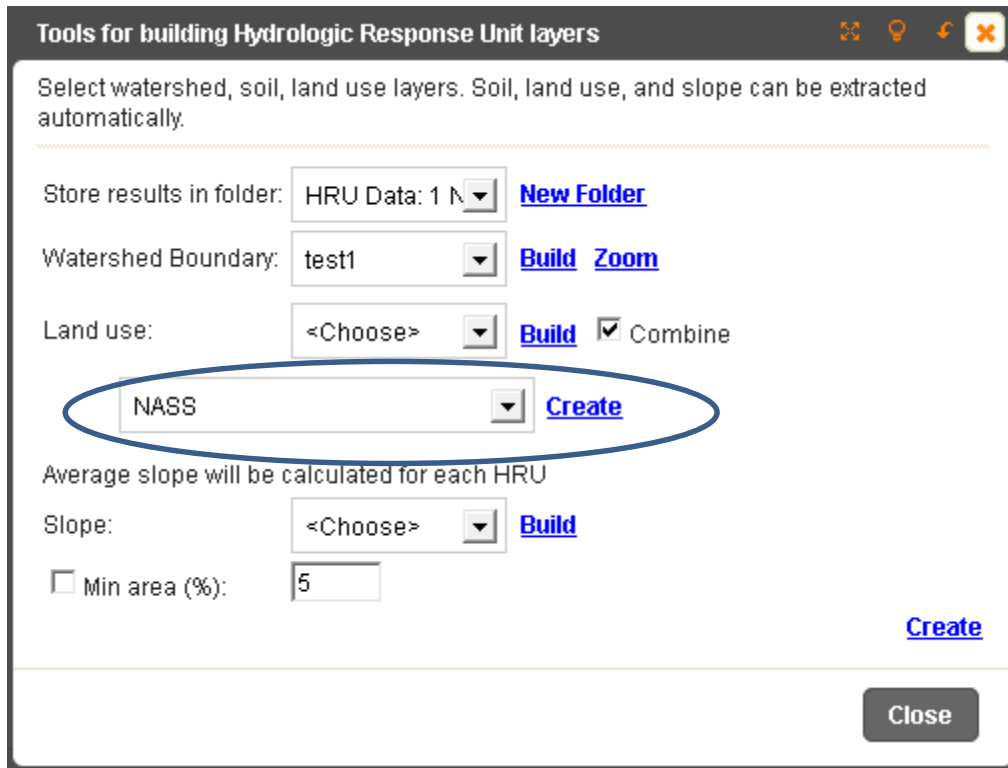 Tools for building Hydrologic Response Unit layers
Select watershed, soil, land use layers. Soil, land use, and slope can be extracted
automatically.
Store results in folder: HRU Data: 1 N New Folder
Watershed Boundary: test1 Build Zoom
Land use: <Choose> Build Combine
NASS Create
Average slope will be calculated for each HRU
Slope: <Choose> Build
Min area (%): 5
Create
Close